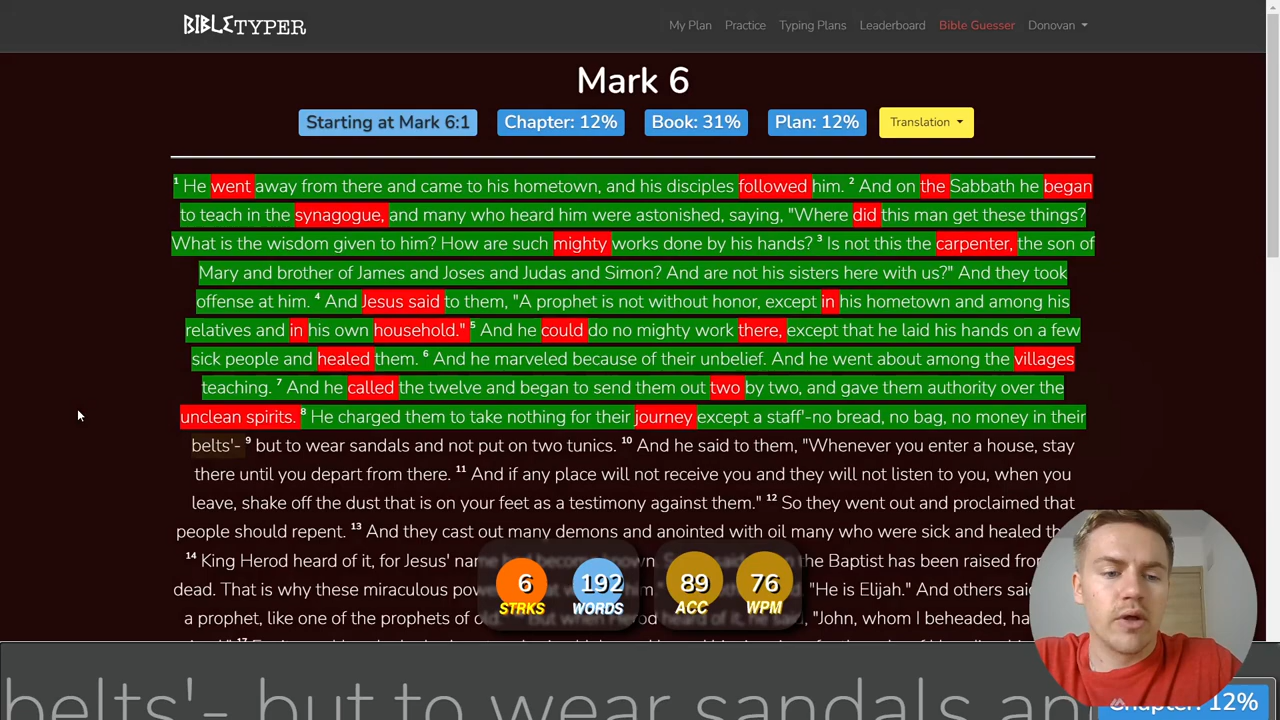 BIBLETYPER
My Plan Practice Typing Plans Leaderboard Bible Guesser Donovan
Mark 6
Starting at Mark 6:1 Chapter: 12% Book: 31% Plan: 12% Translation
1 He went away from there and came to his hometown, and his disciples followed him. 2 And on the Sabbath he began
to teach in the synagogue, and many who heard him were astonished, saying, "Where did this man get these things?
What is the wisdom given to him? How are such mighty works done by his hands? 3 Is not this the carpenter, the son of
Mary and brother of James and Joses and Judas and Simon? And are not his sisters here with us?" And they took
offense at him. 4 And Jesus said to them, "A prophet is not without honor, except in his hometown and among his
relatives and in his own household." 5 And he could do no mighty work there, except that he laid his hands on a few
sick people and healed them. 6 And he marveled because of their unbelief. And he went about among the villages
teaching. 7 And he called the twelve and began to send them out two by two, and gave them authority over the
unclean spirits. 8 He charged them to take nothing for their journey except a staff'-no bread, no bag, no money in their
belts'- 9 but to wear sandals and not put on two tunics. 10 And he said to them, "Whenever you enter a house, stay
there until you depart from there. 11 And if any place will not receive you and they will not listen to you, when you
leave, shake off the dust that is on your feet as a testimony against them." 12 So they went out and proclaimed that
people should repent. 13 And they cast out many demons and anointed with oil many who were sick and healed
14 King Herod heard of it, for Jesus' the Baptist has been raised
dead. That is why these miraculous "He is Elijah." And others
a prophet, like one of the prophets of "John, whom I beheaded,
6 192 89 76
STRKS WORDS ACC WPM
belts'- but to wear sandals Chapter: 12%